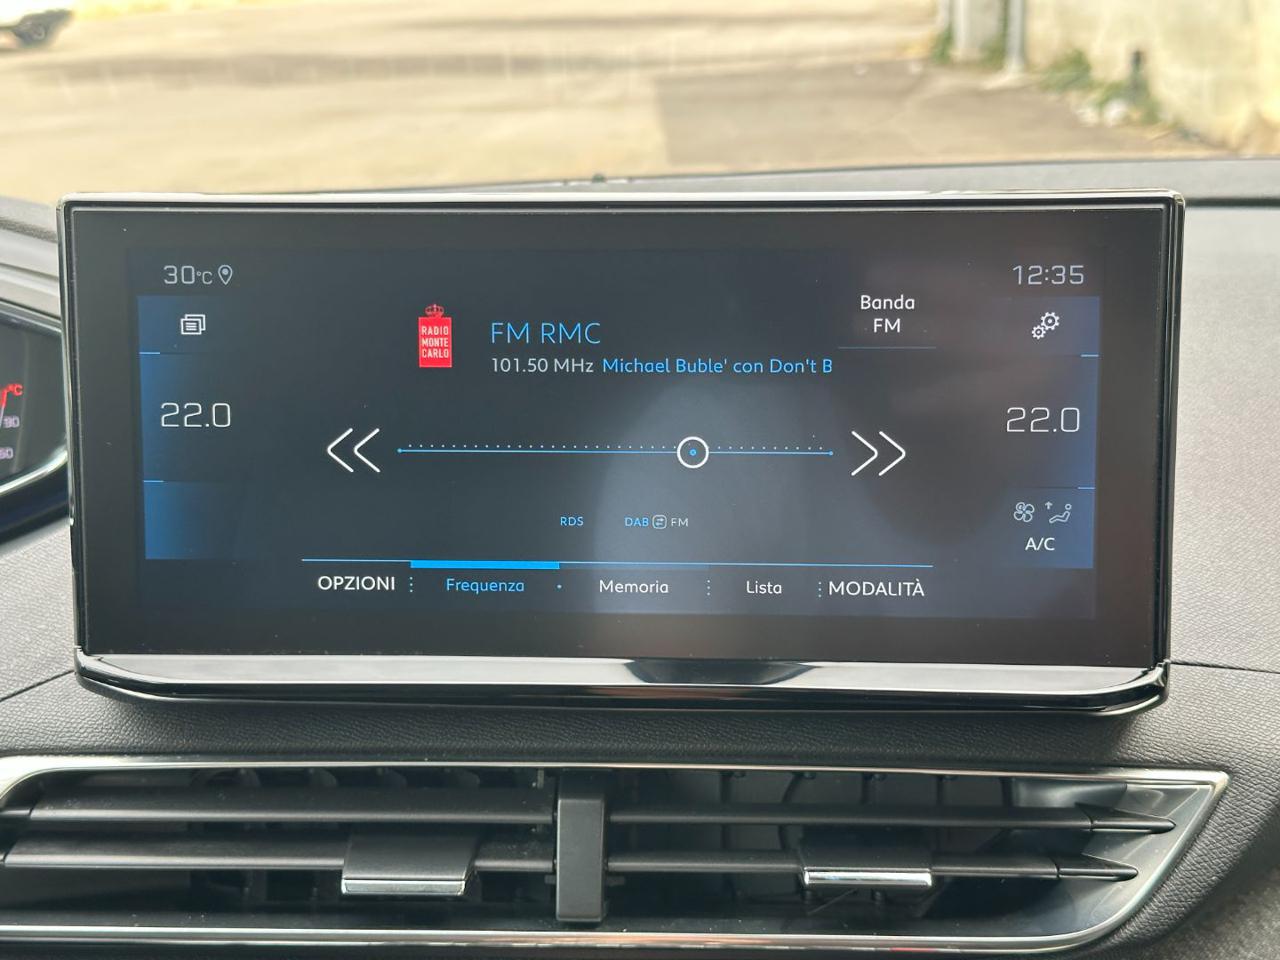 30°C
12:35
RADIO
MONTE
CARLO
FM RMC
101.50 MHz Michael Buble' con Don't B
Banda
FM
22.0
22.0
RDS
DAB FM
A/C
OPZIONI
Frequenza
Memoria
Lista
MODALITÀ
°C
90